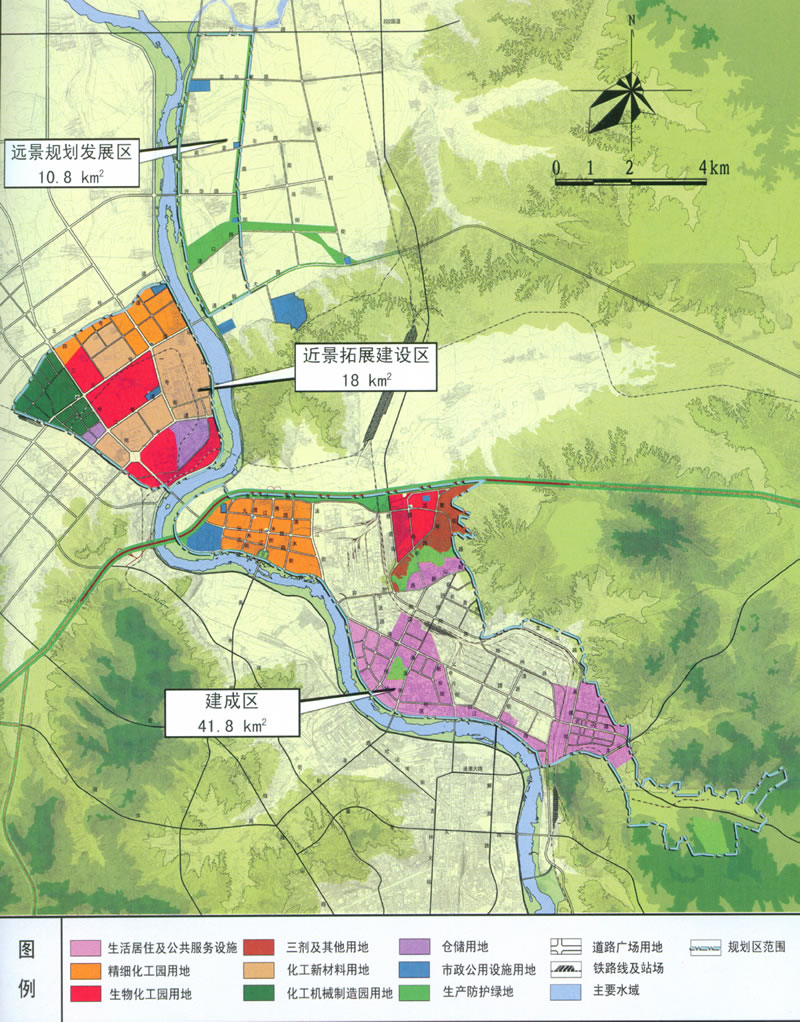 N
0 1 2 4km
远景规划发展区
10.8 km²
近景拓展建设区
18 km²
建成区
41.8 km²
图例
生活居住及公共服务设施
三剂及其他用地
仓储用地
道路广场用地
规划区范围
精细化工园用地
化工新材料用地
市政公用设施用地
铁路线及站场
生物化工园用地
化工机械制造园用地
生产防护绿地
主要水域